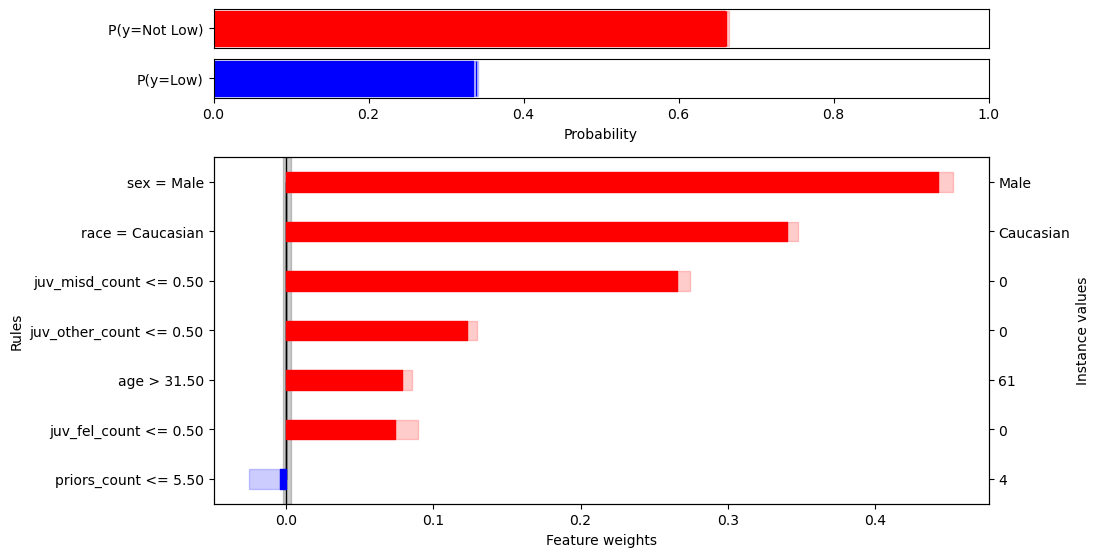 P(y=Not Low)
P(y=Low)
0.0 0.2 0.4 0.6 0.8 1.0
Probability
sex = Male Male
race = Caucasian Caucasian
juv_misd_count <= 0.50 0
juv_other_count <= 0.50 0
age > 31.50 61
juv_fel_count <= 0.50 0
priors_count <= 5.50 4
Rules
Instance values
0.0 0.1 0.2 0.3 0.4
Feature weights